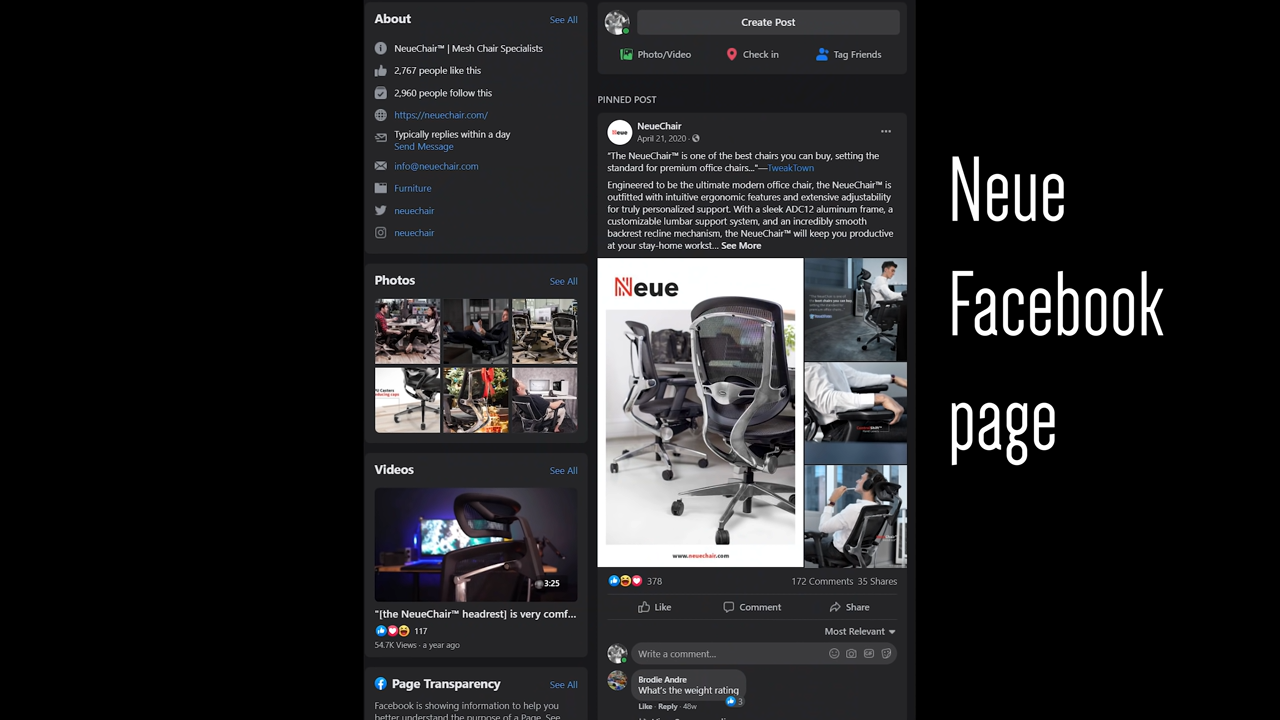 About
See All
NeueChair™ | Mesh Chair Specialists
2,767 people like this
2,960 people follow this
https://neuechair.com/
Typically replies within a day
Send Message
info@neuechair.com
Furniture
neuechair
neuechair
Photos
See All
Videos
See All
3:25
"[the NeueChair™ headrest] is very comf...
117
54.7K Views · a year ago
Page Transparency
See All
Facebook is showing information to help you
better understand the purpose of a Page. See
Create Post
Photo/Video
Check in
Tag Friends
PINNED POST
Neue
NeueChair
April 21, 2020 ·
"The NeueChair™ is one of the best chairs you can buy, setting the
standard for premium office chairs..."—TweakTown
Engineered to be the ultimate modern office chair, the NeueChair™ is
outfitted with intuitive ergonomic features and extensive adjustability
for truly personalized support. With a sleek ADC12 aluminum frame, a
customizable lumbar support system, and an incredibly smooth
backrest recline mechanism, the NeueChair™ will keep you productive
at your stay-home workst... See More
Neue
www.neuechair.com
378
172 Comments 35 Shares
Like
Comment
Share
Most Relevant
Write a comment...
Brodie Andre
What's the weight rating
3
Like · Reply · 48w
Neue
Facebook
page